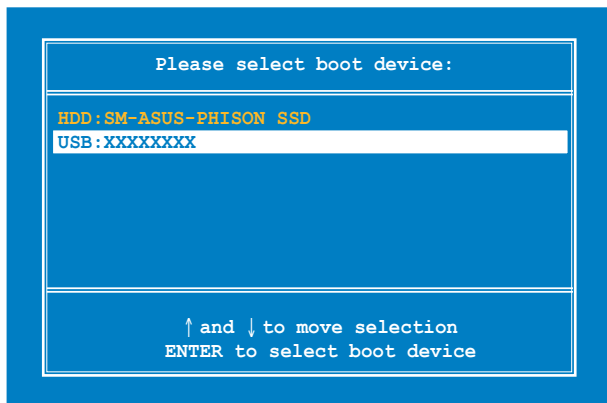 Please select boot device:
HDD:SM-ASUS-PHISON SSD
USB:XXXXXXXX
↑ and ↓ to move selection
ENTER to select boot device